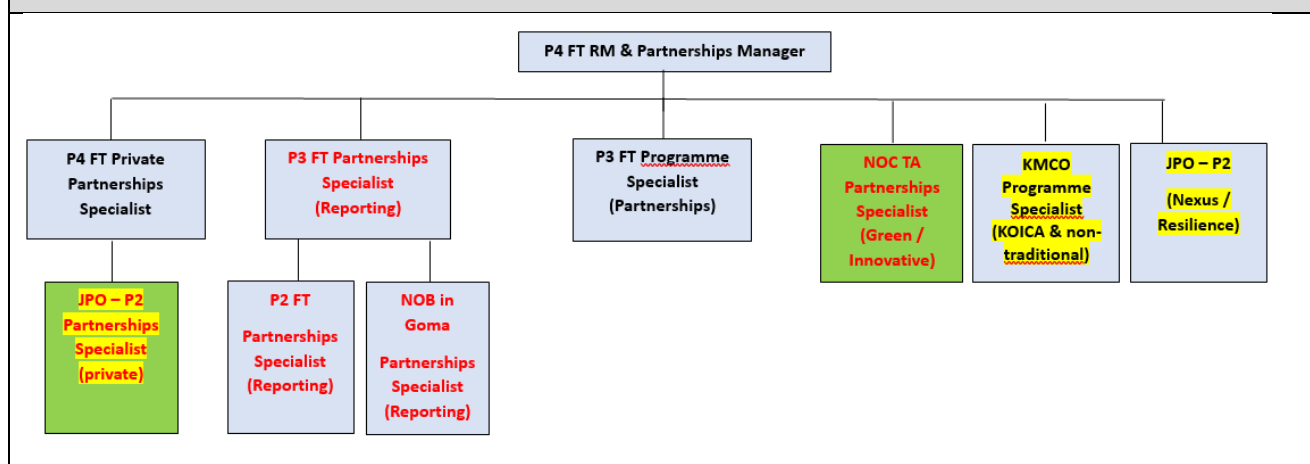 P4 FT RM & Partnerships Manager
P4 FT Private
Partnerships
Specialist
P3 FT Partnerships
Specialist
(Reporting)
P3 FT Programme
Specialist
(Partnerships)
NOC TA
Partnerships
Specialist
(Green /
Innovative)
KMCO
Programme
Specialist
(KOICA & non-
traditional)
JPO – P2
(Nexus /
Resilience)
JPO – P2
Partnerships
Specialist
(private)
P2 FT
Partnerships
Specialist
(Reporting)
NOB in
Goma
Partnerships
Specialist
(Reporting)